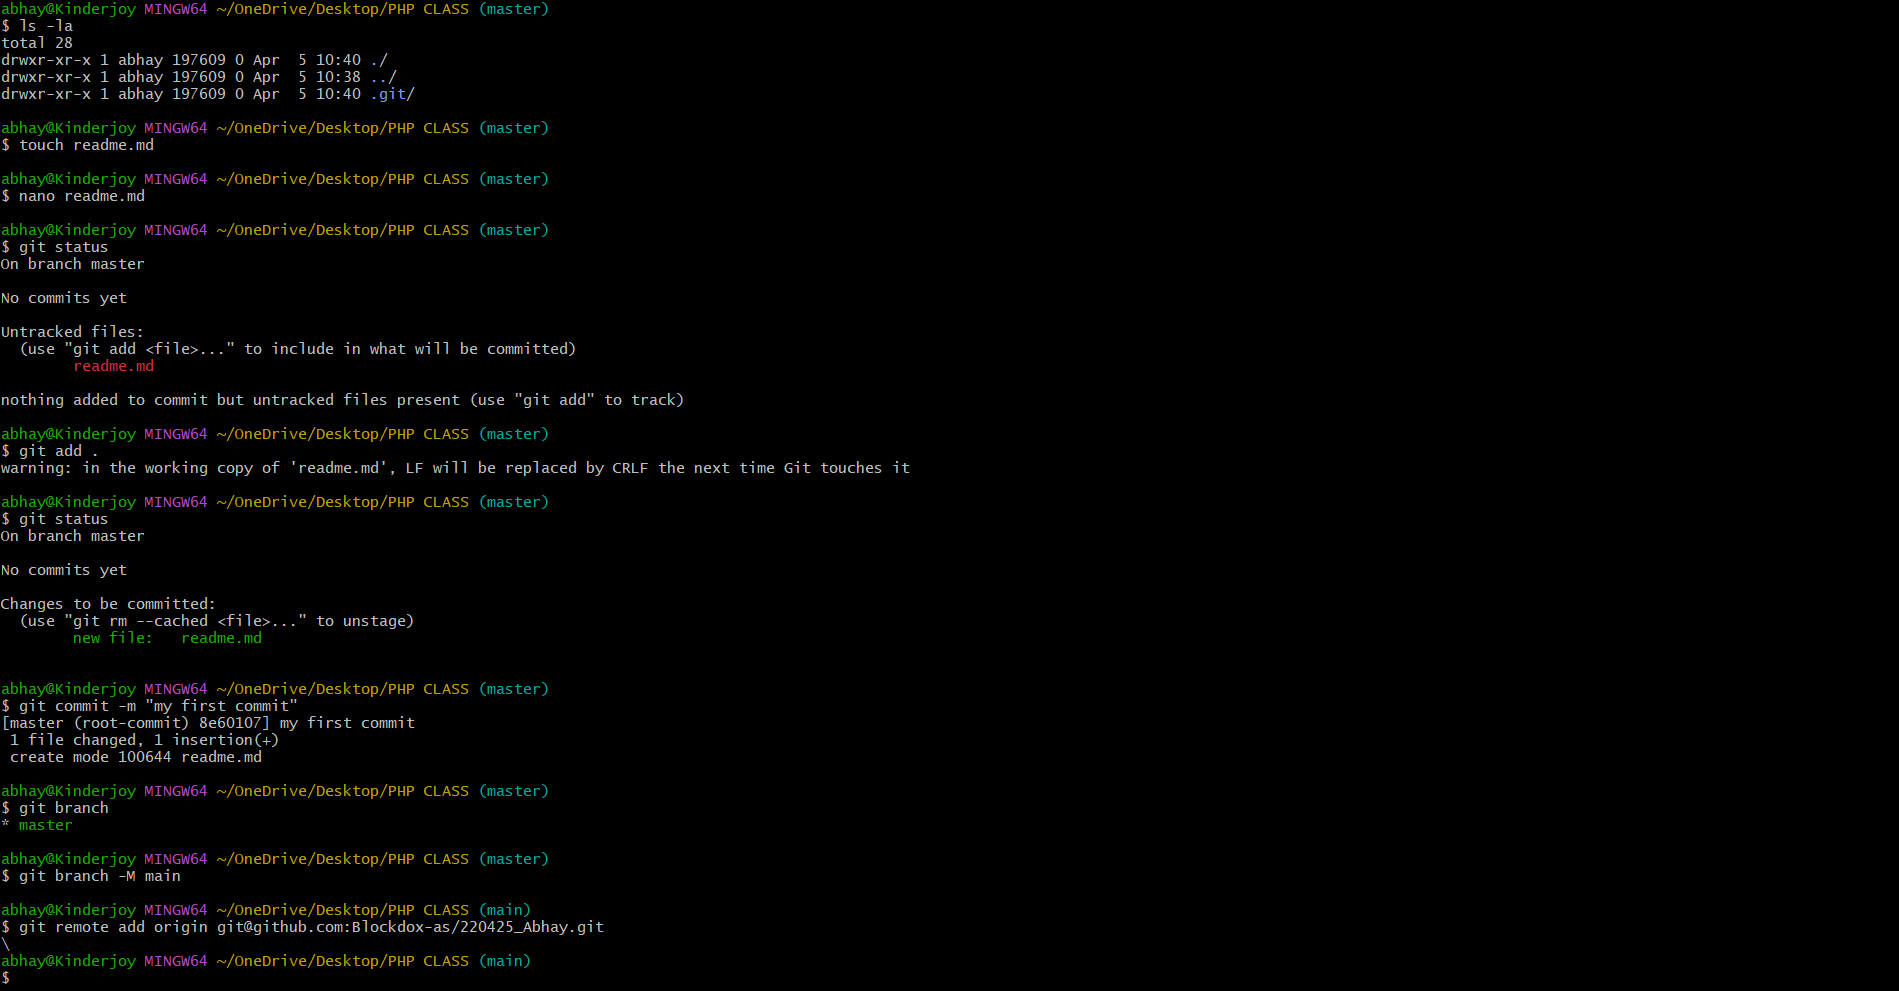 abhay@Kinderjoy MINGW64 ~/OneDrive/Desktop/PHP CLASS (master)
$ ls -la
total 28
drwxr-xr-x 1 abhay 197609 0 Apr  5 10:40 ./
drwxr-xr-x 1 abhay 197609 0 Apr  5 10:38 ../
drwxr-xr-x 1 abhay 197609 0 Apr  5 10:40 .git/

abhay@Kinderjoy MINGW64 ~/OneDrive/Desktop/PHP CLASS (master)
$ touch readme.md

abhay@Kinderjoy MINGW64 ~/OneDrive/Desktop/PHP CLASS (master)
$ nano readme.md

abhay@Kinderjoy MINGW64 ~/OneDrive/Desktop/PHP CLASS (master)
$ git status
On branch master

No commits yet

Untracked files:
  (use "git add <file>..." to include in what will be committed)
        readme.md

nothing added to commit but untracked files present (use "git add" to track)

abhay@Kinderjoy MINGW64 ~/OneDrive/Desktop/PHP CLASS (master)
$ git add .
warning: in the working copy of 'readme.md', LF will be replaced by CRLF the next time Git touches it

abhay@Kinderjoy MINGW64 ~/OneDrive/Desktop/PHP CLASS (master)
$ git status
On branch master

No commits yet

Changes to be committed:
  (use "git rm --cached <file>..." to unstage)
        new file:   readme.md


abhay@Kinderjoy MINGW64 ~/OneDrive/Desktop/PHP CLASS (master)
$ git commit -m "my first commit"
[master (root-commit) 8e60107] my first commit
 1 file changed, 1 insertion(+)
 create mode 100644 readme.md

abhay@Kinderjoy MINGW64 ~/OneDrive/Desktop/PHP CLASS (master)
$ git branch
* master

abhay@Kinderjoy MINGW64 ~/OneDrive/Desktop/PHP CLASS (master)
$ git branch -M main

abhay@Kinderjoy MINGW64 ~/OneDrive/Desktop/PHP CLASS (main)
$ git remote add origin git@github.com:Blockdox-as/220425_Abhay.git
\
abhay@Kinderjoy MINGW64 ~/OneDrive/Desktop/PHP CLASS (main)
$